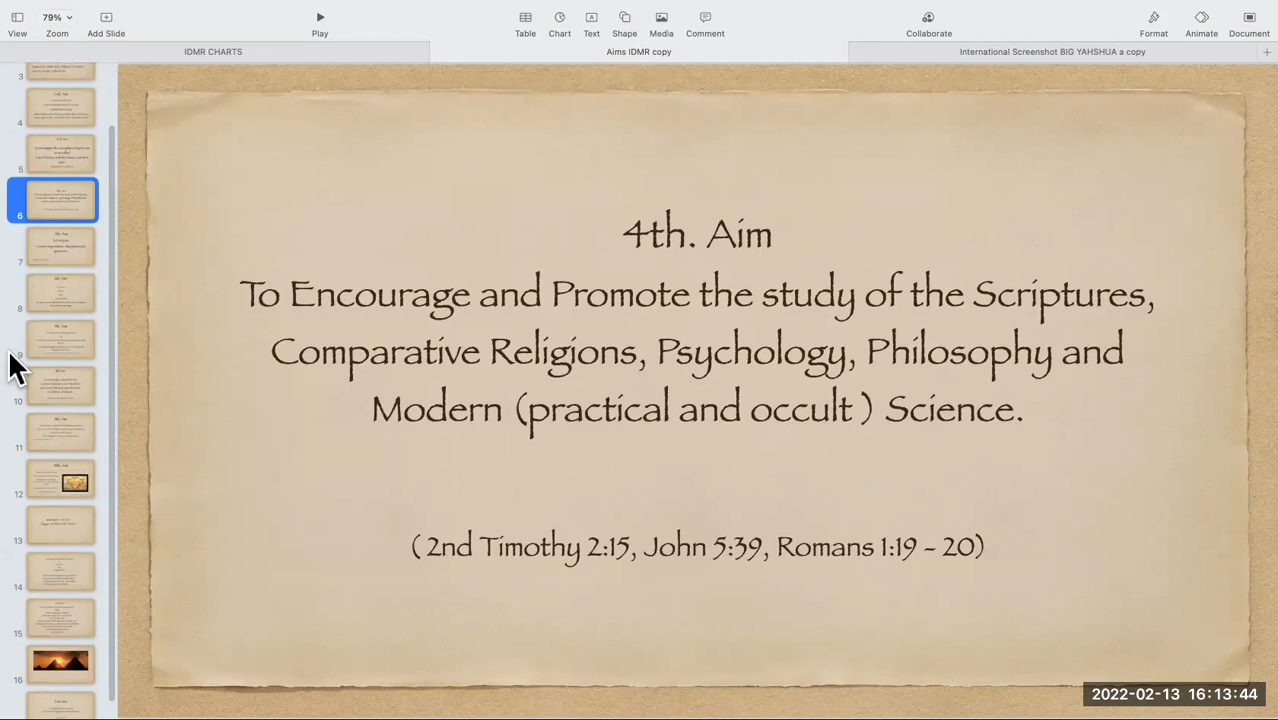 79%
View Zoom Add Slide Play Table Chart Text Shape Media Comment Collaborate Format Animate Document
IDMR CHARTS Aims IDMR copy International Screenshot BIG YAHSHUA a copy
3
4
5
6
7
8
9
10
11
12
13
14
15
16
4th. Aim
To Encourage and Promote the study of the Scriptures,
Comparative Religions, Psychology, Philosophy and
Modern (practical and occult ) Science.
( 2nd Timothy 2:15, John 5:39, Romans 1:19 - 20)
2022-02-13 16:13:44